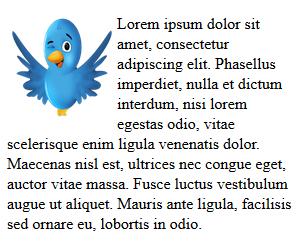 Lorem ipsum dolor sit
amet, consectetur
adipiscing elit. Phasellus
imperdiet, nulla et dictum
interdum, nisi lorem
egestas odio, vitae
scelerisque enim ligula venenatis dolor.
Maecenas nisl est, ultrices nec congue eget,
auctor vitae massa. Fusce luctus vestibulum
augue ut aliquet. Mauris ante ligula, facilisis
sed ornare eu, lobortis in odio.